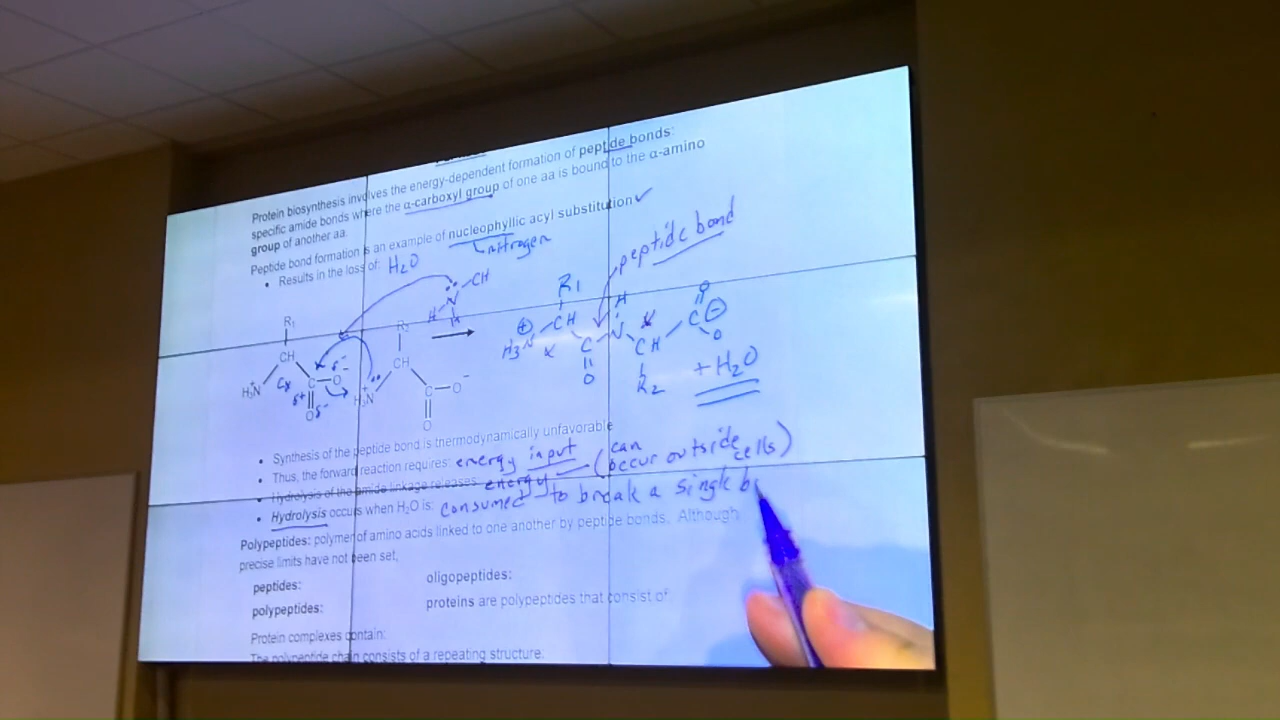 Protein biosynthesis involves the energy-dependent formation of peptide bonds:
specific amide bonds where the α-carboxyl group of one aa is bound to the α-amino
group of another aa.
Peptide bond formation is an example of nucleophyllic acyl substitution ✓
nitrogen
• Results in the loss of: H2O
peptide bond
CH
N
H
H
R1
CH
H3N +
Cα
C
δ+
δ-
O -
δ-
O
R2
CH
H3N +
C
O -
O
R1
⊕
H3N
CH
α
C
O
H
N
α
CH
R2
O
C ⊖
O
+ H2O
• Synthesis of the peptide bond is thermodynamically unfavorable
• Thus, the forward reaction requires: energy input (can occur outside cells)
• Hydrolysis of the amide linkage releases: energy
• Hydrolysis occurs when H2O is: consumed to break a single b
Polypeptides: polymer of amino acids linked to one another by peptide bonds. Although
precise limits have not been set,
peptides:
oligopeptides:
polypeptides:
proteins are polypeptides that consist of
Protein complexes contain:
The polypeptide chain consists of a repeating structure.